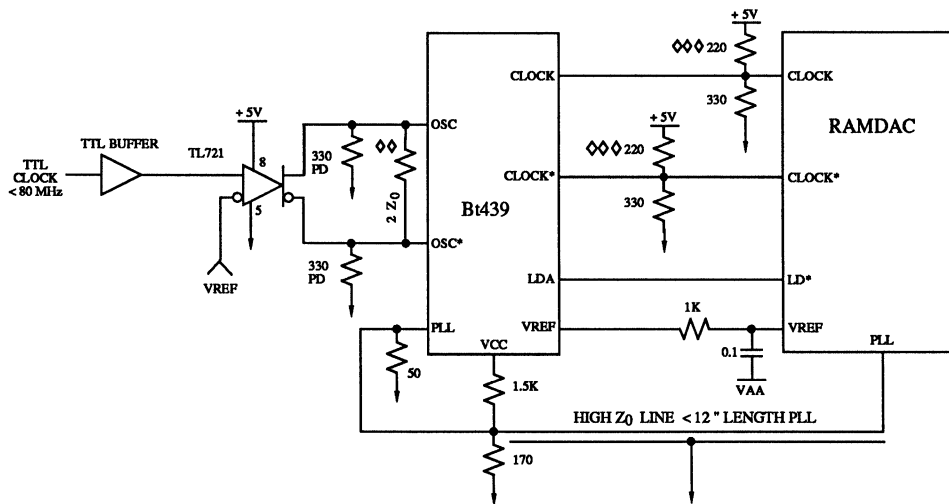 + 5V
◊◊◊ 220
CLOCK
CLOCK
330
RAMDAC
+ 5V
TTL BUFFER
TL721
8
OSC
330
PD
◊◊
+ 5V
◊◊◊ 220
TTL
CLOCK
< 80 MHz
CLOCK*
CLOCK*
5
2 Z0
Bt439
330
OSC*
VREF
330
PD
LDA
LD*
1K
PLL
VREF
VREF
PLL
VCC
0.1
50
1.5K
VAA
HIGH Z0 LINE < 12 " LENGTH PLL
170